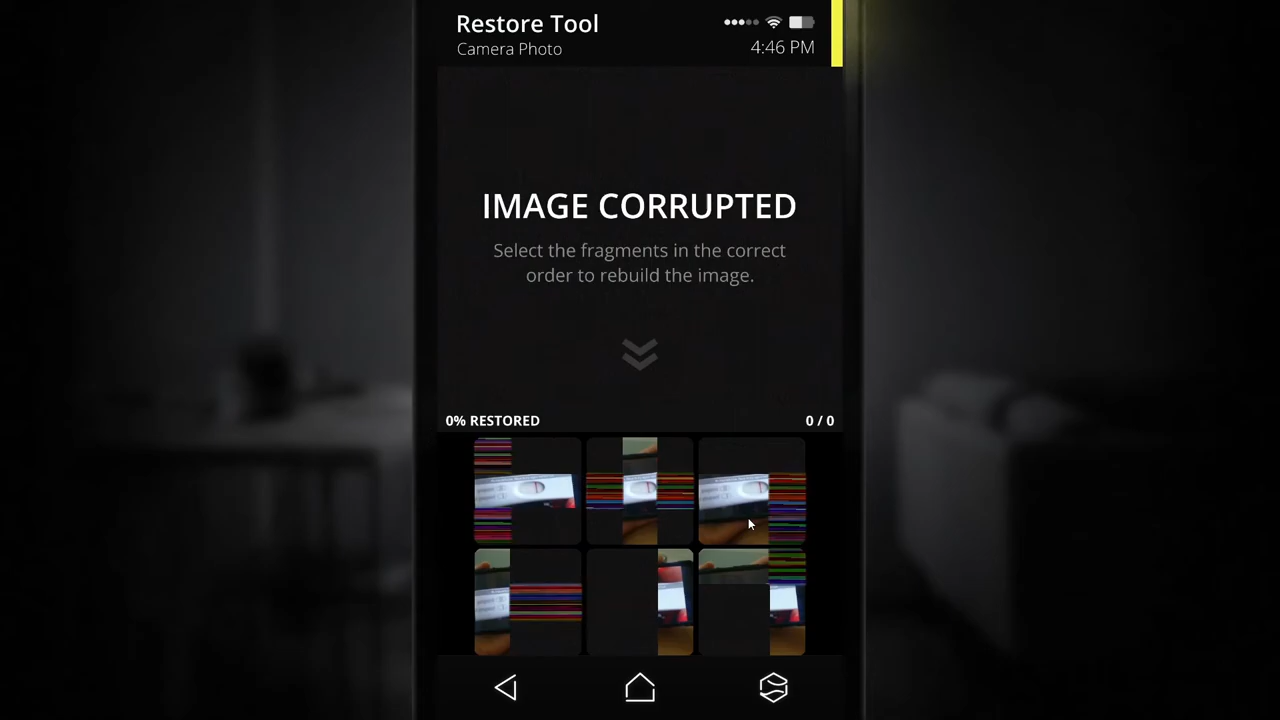 Restore Tool
Camera Photo
4:46 PM
IMAGE CORRUPTED
Select the fragments in the correct
order to rebuild the image.
0% RESTORED
0 / 0